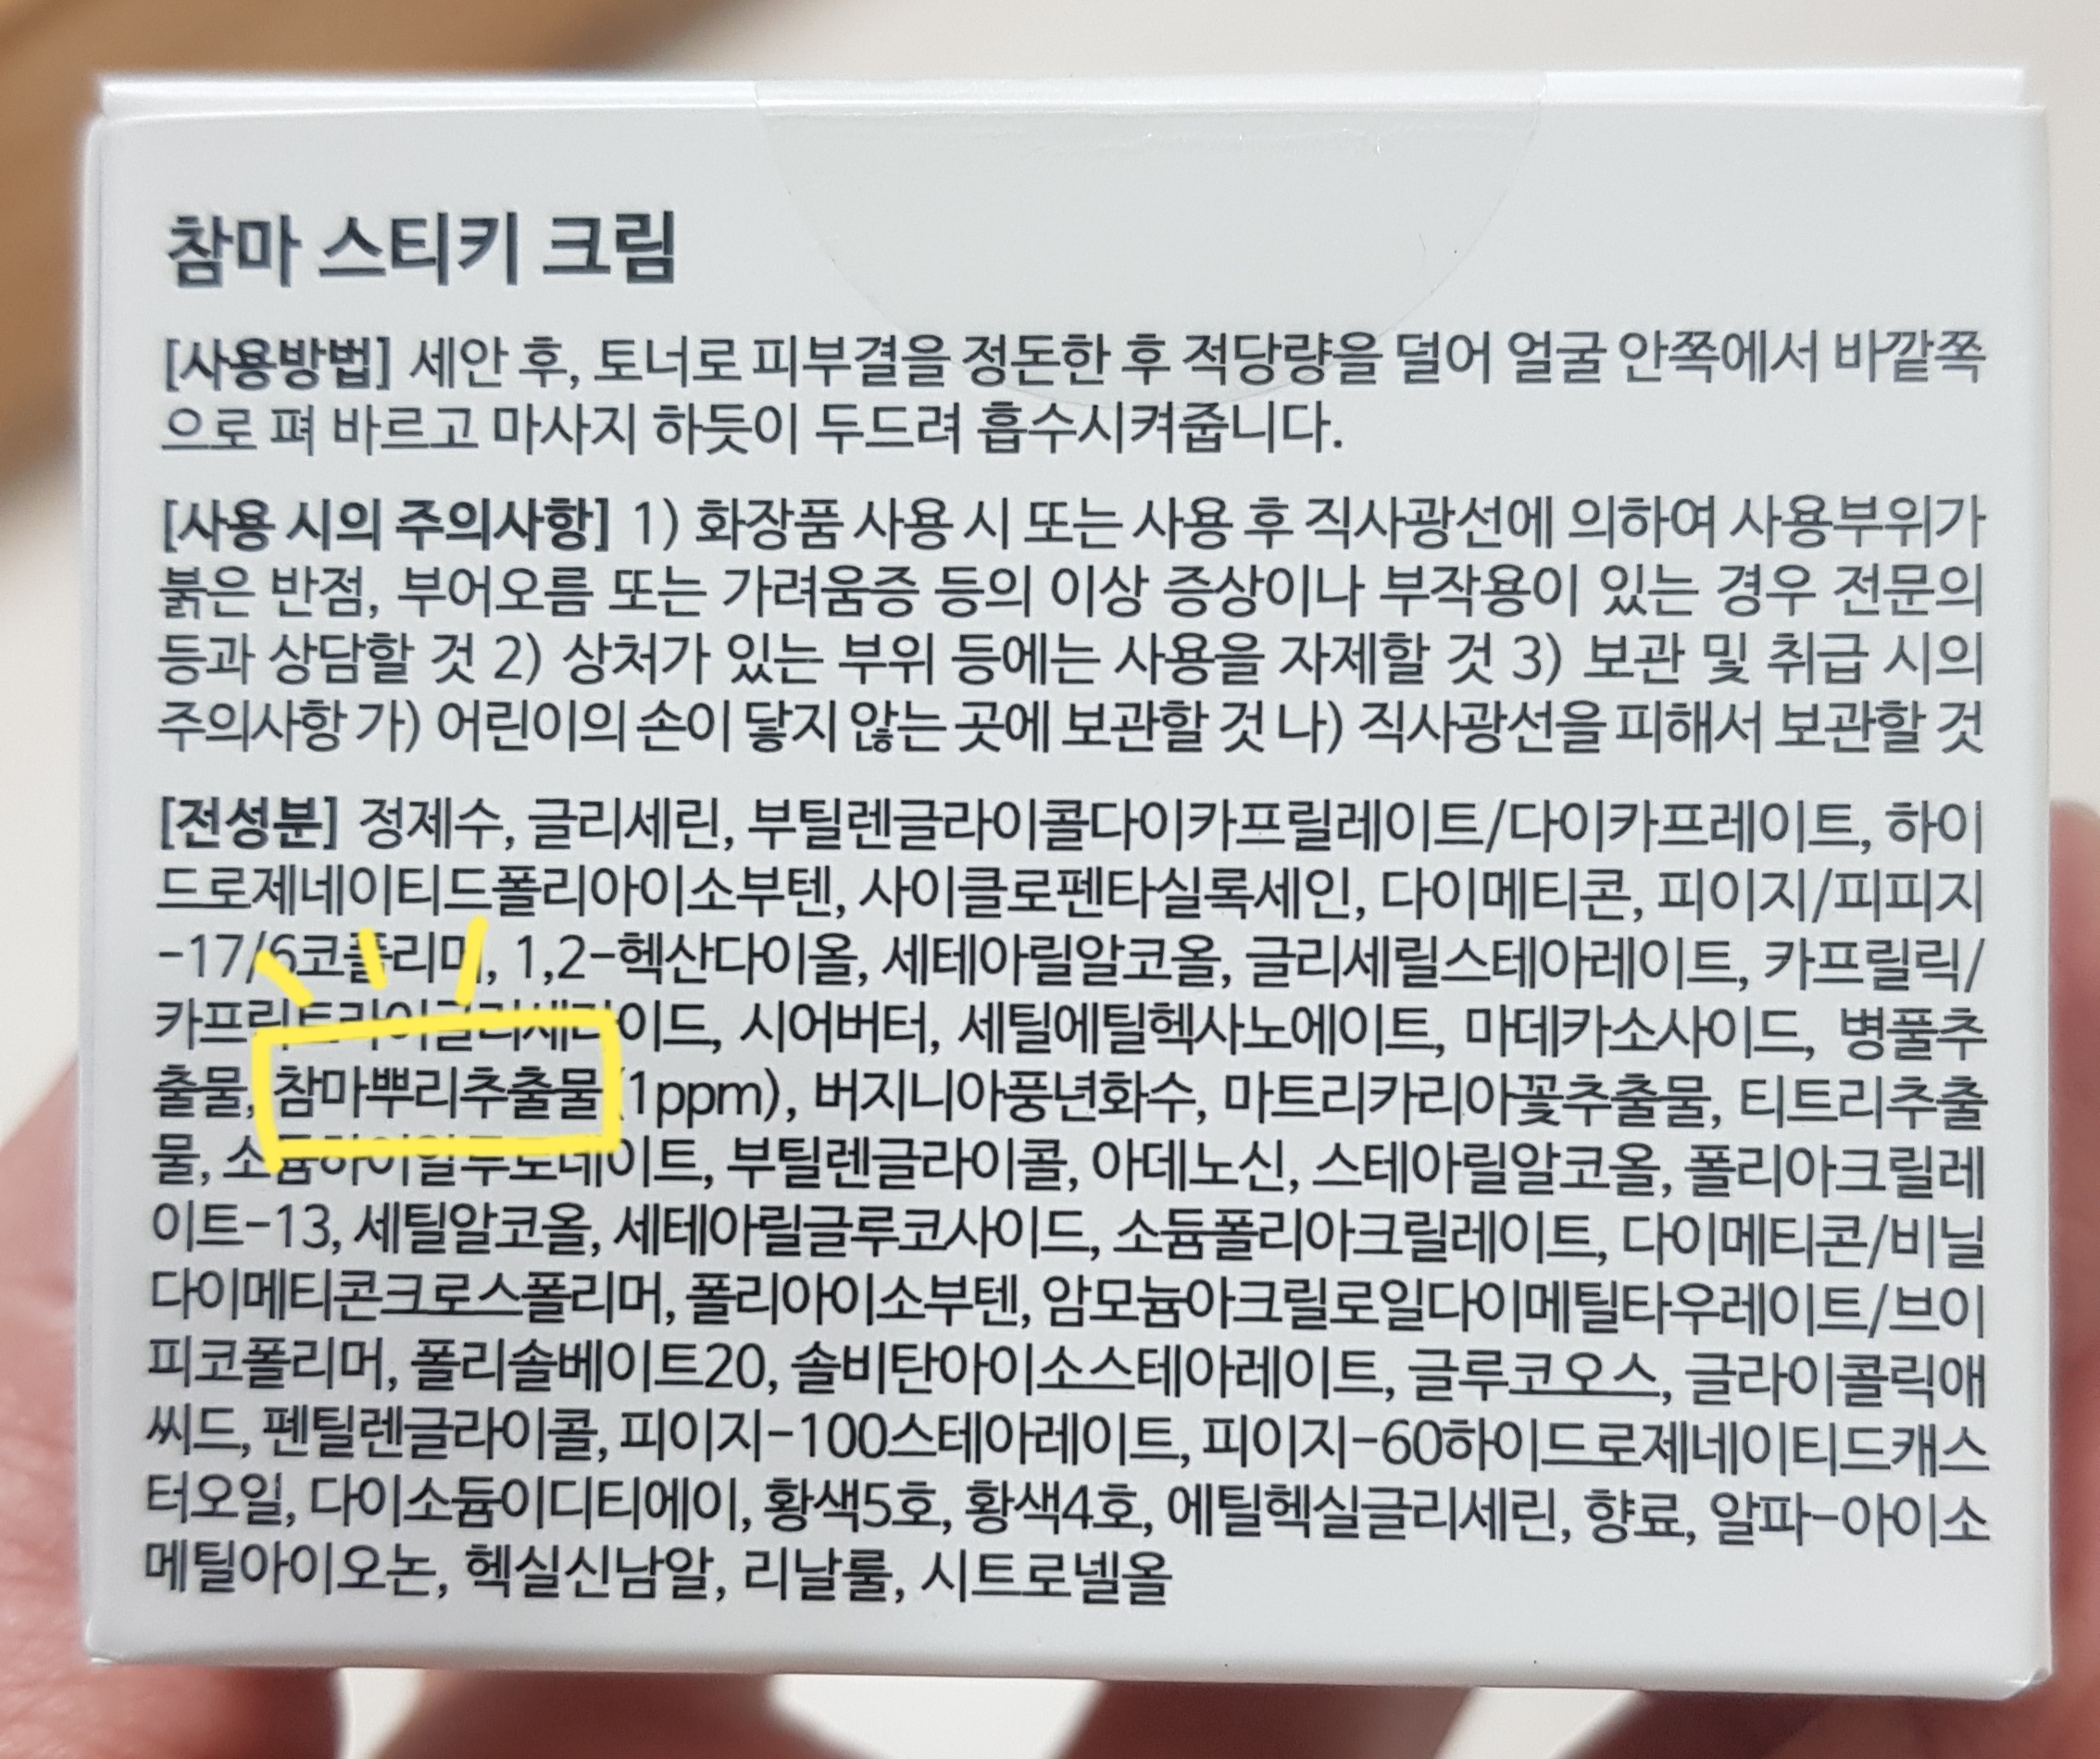 참마 스티키 크림
[사용방법] 세안 후, 토너로 피부결을 정돈한 후 적당량을 덜어 얼굴 안쪽에서 바깥쪽
으로 펴 바르고 마사지 하듯이 두드려 흡수시켜줍니다.
[사용 시의 주의사항] 1) 화장품 사용 시 또는 사용 후 직사광선에 의하여 사용부위가
붉은 반점, 부어오름 또는 가려움증 등의 이상 증상이나 부작용이 있는 경우 전문의
등과 상담할 것 2) 상처가 있는 부위 등에는 사용을 자제할 것 3) 보관 및 취급 시의
주의사항 가) 어린이의 손이 닿지 않는 곳에 보관할 것 나) 직사광선을 피해서 보관할 것
[전성분] 정제수, 글리세린, 부틸렌글라이콜다이카프릴레이트/다이카프레이트, 하이
드로제네이티드폴리아이소부텐, 사이클로펜타실록세인, 다이메티콘, 피이지/피피지
-17/6코폴리머, 1,2-헥산다이올, 세테아릴알코올, 글리세릴스테아레이트, 카프릴릭/
카프릭트라이글리세라이드, 시어버터, 세틸에틸헥사노에이트, 마데카소사이드, 병풀추
출물, 참마뿌리추출물(1ppm), 버지니아풍년화수, 마트리카리아꽃추출물, 티트리추출
물, 소듐하이알루로네이트, 부틸렌글라이콜, 아데노신, 스테아릴알코올, 폴리아크릴레
이트-13, 세틸알코올, 세테아릴글루코사이드, 소듐폴리아크릴레이트, 다이메티콘/비닐
다이메티콘크로스폴리머, 폴리아이소부텐, 암모늄아크릴로일다이메틸타우레이트/브이
피코폴리머, 폴리솔베이트20, 솔비탄아이소스테아레이트, 글루코오스, 글라이콜릭애
씨드, 펜틸렌글라이콜, 피이지-100스테아레이트, 피이지-60하이드로제네이티드캐스
터오일, 다이소듐이디티에이, 황색5호, 황색4호, 에틸헥실글리세린, 향료, 알파-아이소
메틸아이오논, 헥실신남알, 리날룰, 시트로넬올